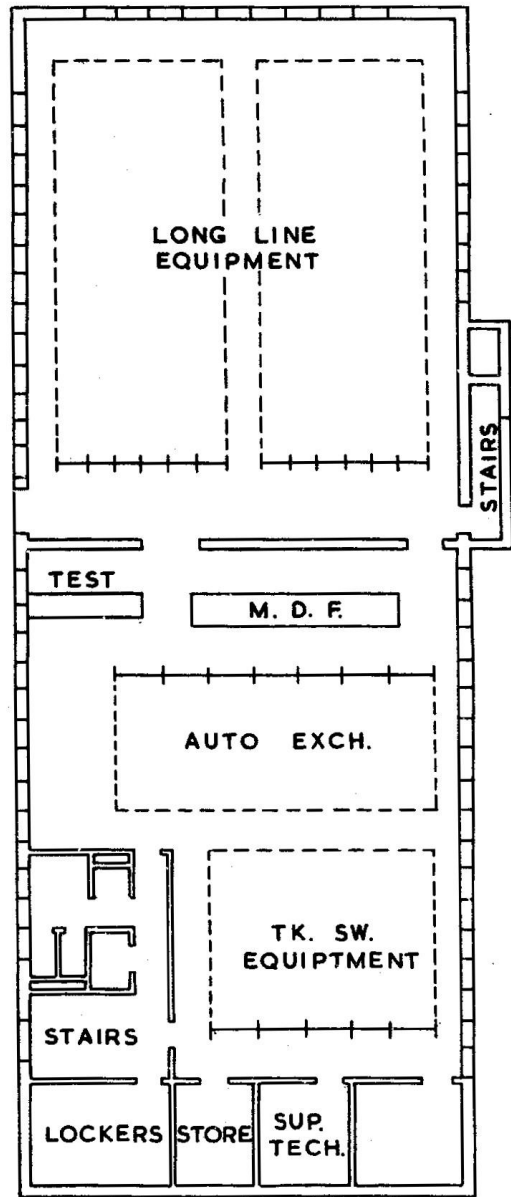 LONG LINE
EQUIPMENT
STAIRS
TEST
M. D. F.
AUTO EXCH.
TK. SW.
EQUIPTMENT
STAIRS
LOCKERS
STORE
SUP.
TECH.